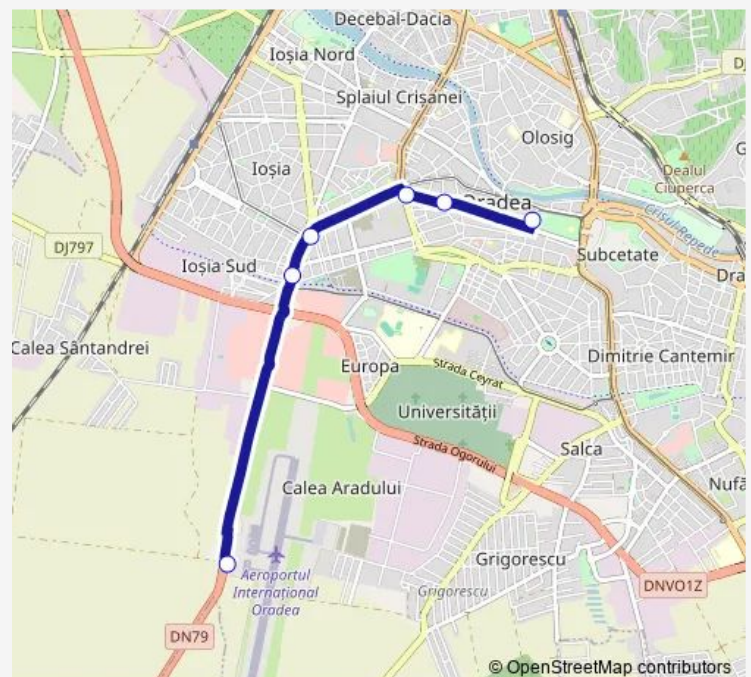 Decebal-Dacia
Ioșia Nord
Splaiul Crișanei
Olosig
Ioșia
Dealul
Ciuperca
Oradea
Crișul Repede
DJ797
Ioșia Sud
Subcetate
Calea Sântandrei
Europa
Strada Ceyrat
Dimitrie Cantemir
Universității
Strada Ogorului
Salca
Calea Aradului
Grigorescu
Aeroportul
Internațional
Oradea
Grigorescu
DNVO1Z
DN79
© OpenStreetMap contributors